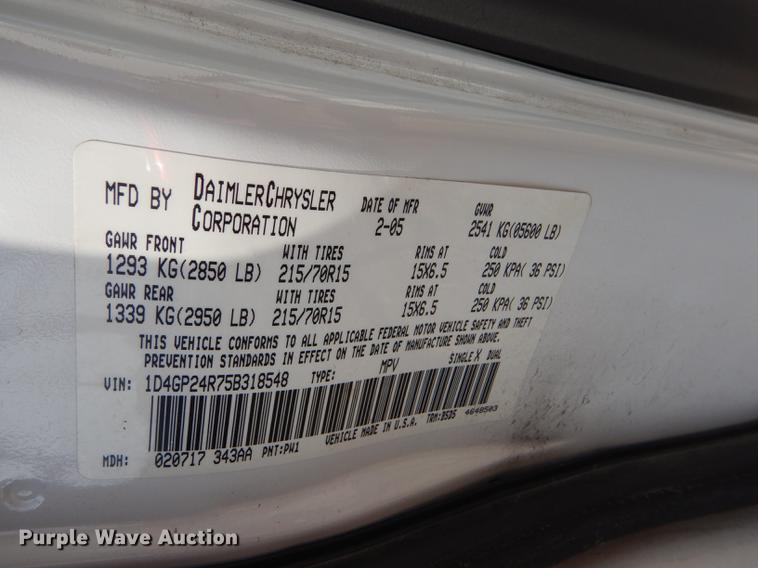 MFD BY DAIMLERCHRYSLER CORPORATION DATE OF MFR 2-05 GVWR 2541 KG(05600 LB)
GAWR FRONT WITH TIRES RIMS AT COLD
1293 KG(2850 LB) 215/70R15 15X6.5 250 KPA( 36 PSI)
GAWR REAR WITH TIRES RIMS AT COLD
1339 KG(2950 LB) 215/70R15 15X6.5 250 KPA( 36 PSI)
THIS VEHICLE CONFORMS TO ALL APPLICABLE FEDERAL MOTOR VEHICLE SAFETY AND THEFT
PREVENTION STANDARDS IN EFFECT ON THE DATE OF MANUFACTURE SHOWN ABOVE.
VIN: 1D4GP24R75B318548 TYPE: MPV SINGLE X DUAL
VEHICLE MADE IN U.S.A. TRM:BSD5 4648503
MDH: 020717 343AA PNT:PW1
Purple Wave Auction